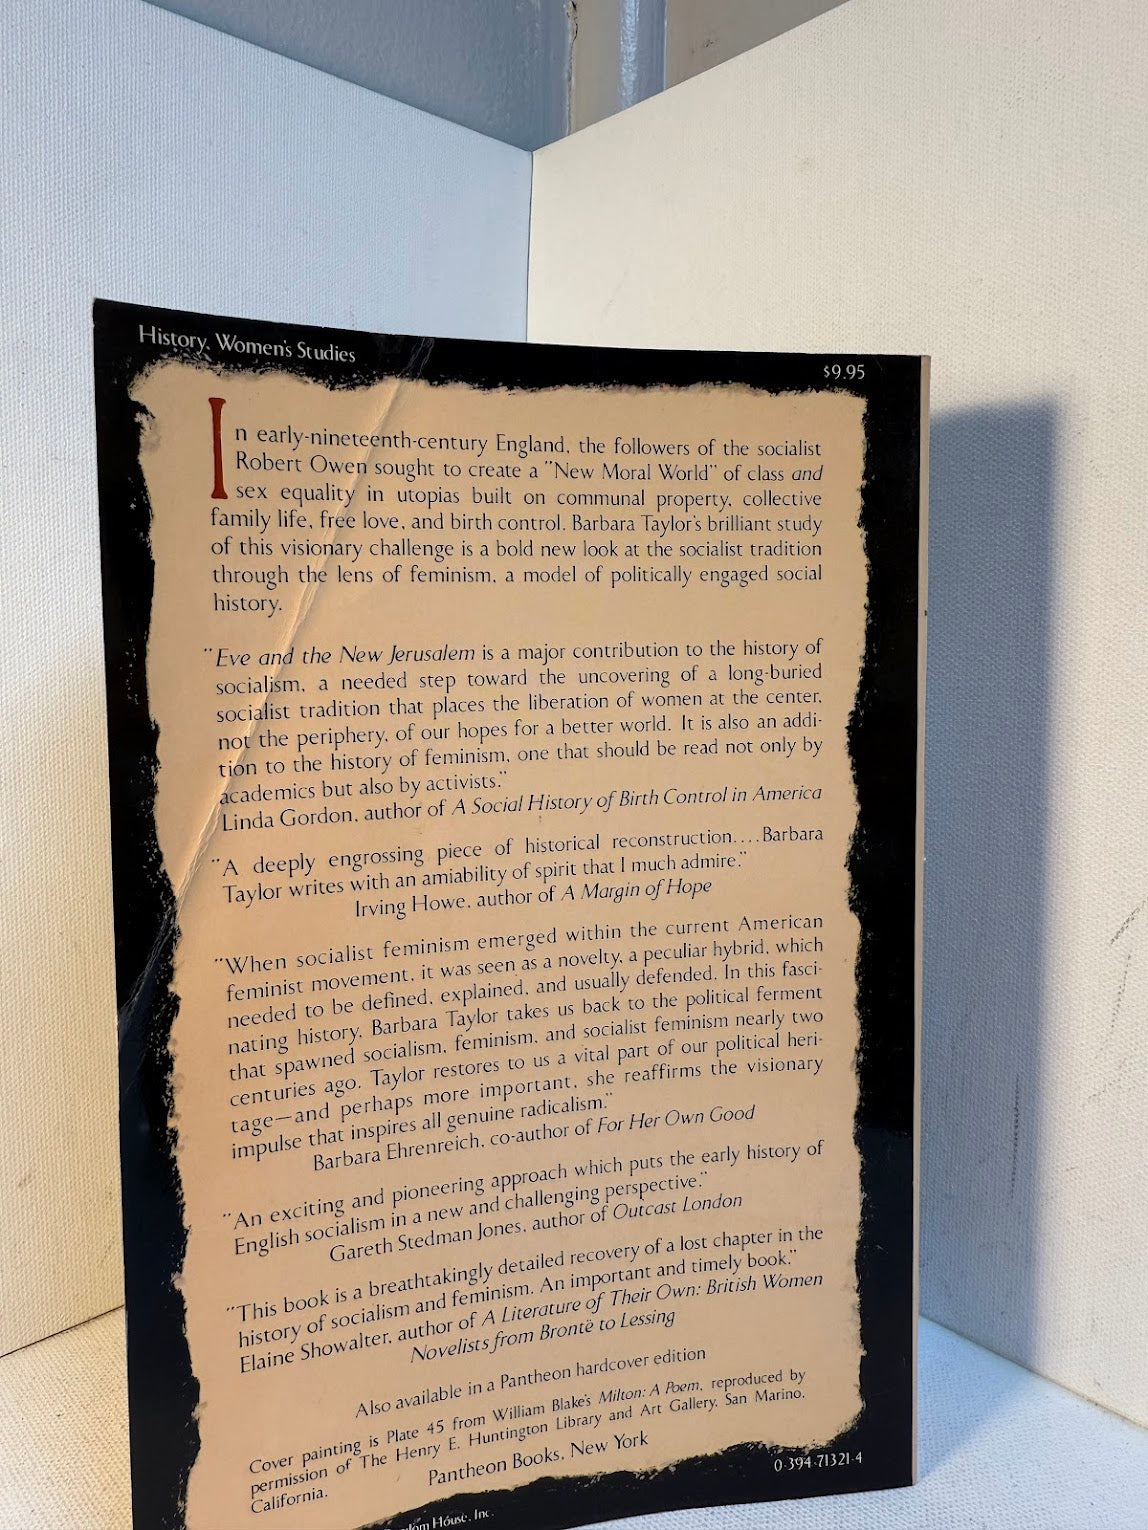 History, Women's Studies
$9.95
In early-nineteenth-century England, the followers of the socialist
Robert Owen sought to create a "New Moral World" of class and
sex equality in utopias built on communal property, collective
family life, free love, and birth control. Barbara Taylor's brilliant study
of this visionary challenge is a bold new look at the socialist tradition
through the lens of feminism, a model of politically engaged social
history.
"Eve and the New Jerusalem is a major contribution to the history of
socialism, a needed step toward the uncovering of a long-buried
socialist tradition that places the liberation of women at the center,
not the periphery, of our hopes for a better world. It is also an addi-
tion to the history of feminism, one that should be read not only by
academics but also by activists."
Linda Gordon, author of A Social History of Birth Control in America
"A deeply engrossing piece of historical reconstruction....Barbara
Taylor writes with an amiability of spirit that I much admire."
Irving Howe, author of A Margin of Hope
"When socialist feminism emerged within the current American
feminist movement, it was seen as a novelty, a peculiar hybrid, which
needed to be defined, explained, and usually defended. In this fasci-
nating history, Barbara Taylor takes us back to the political ferment
that spawned socialism, feminism, and socialist feminism nearly two
centuries ago. Taylor restores to us a vital part of our political heri-
tage—and perhaps more important, she reaffirms the visionary
impulse that inspires all genuine radicalism."
Barbara Ehrenreich, co-author of For Her Own Good
"An exciting and pioneering approach which puts the early history of
English socialism in a new and challenging perspective."
Gareth Stedman Jones, author of Outcast London
"This book is a breathtakingly detailed recovery of a lost chapter in the
history of socialism and feminism. An important and timely book."
Elaine Showalter, author of A Literature of Their Own: British Women
Novelists from Brontë to Lessing
Also available in a Pantheon hardcover edition
Cover painting is Plate 45 from William Blake's Milton: A Poem, reproduced by
permission of The Henry E. Huntington Library and Art Gallery, San Marino,
California.
Pantheon Books, New York
0-394-71321-4
House, Inc.